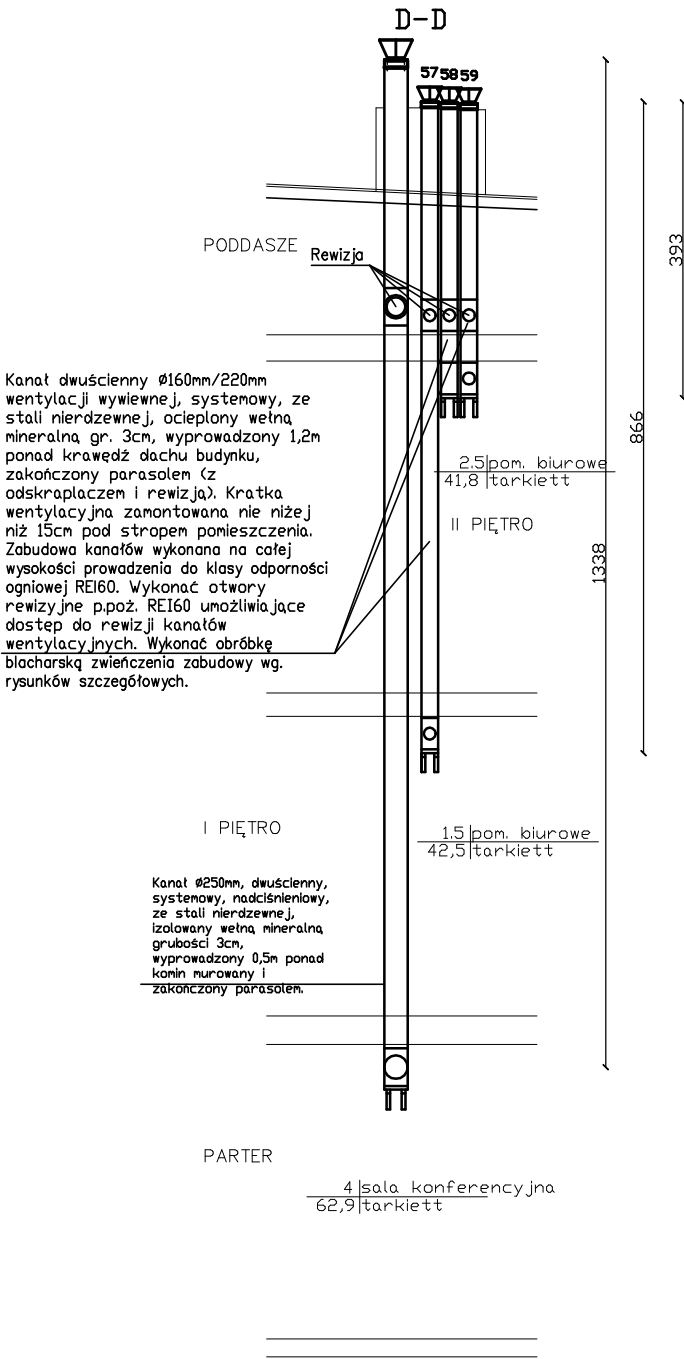 D-D
57 58 59
393
PODDASZE
Rewizja
Kanał dwuścienny Ø160mm/220mm
wentylacji wywiewnej, systemowy, ze
stali nierdzewnej, ocieplony wełną
mineralną gr. 3cm, wyprowadzony 1,2m
ponad krawędź dachu budynku,
zakończony parasolem (z
odskraplaczem i rewizją). Kratka
wentylacyjna zamontowana nie niżej
niż 15cm pod stropem pomieszczenia.
Zabudowa kanałów wykonana na całej
wysokości prowadzenia do klasy odporności
ogniowej REI60. Wykonać otwory
rewizyjne p.poż. REI60 umożliwiające
dostęp do rewizji kanałów
wentylacyjnych. Wykonać obróbkę
blacharską zwieńczenia zabudowy wg.
rysunków szczegółowych.
866
2.5 pom. biurowe
41,8 tarkiett
II PIĘTRO
1338
I PIĘTRO
1.5 pom. biurowe
42,5 tarkiett
Kanał Ø250mm, dwuścienny,
systemowy, nadciśnieniowy,
ze stali nierdzewnej,
izolowany wełną mineralną
grubości 3cm,
wyprowadzony 0,5m ponad
komin murowany i
zakończony parasolem.
PARTER
4 sala konferencyjna
62,9 tarkiett